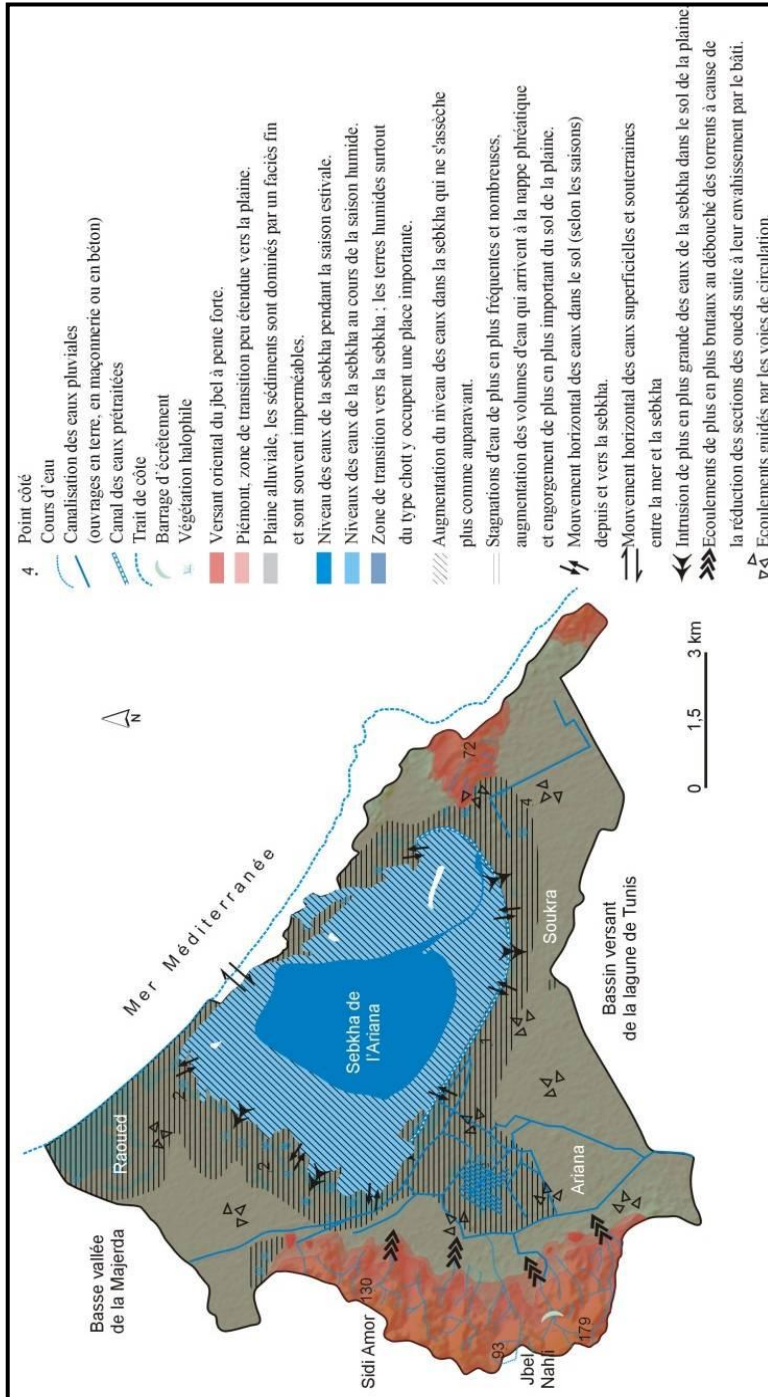 4
Point côté
Cours d'eau
Canalisation des eaux pluviales
(ouvrages en terre, en maçonnerie ou en béton)
Canal des eaux prétraitées
Trait de côte
Barrage d'écrêtement
Végétation halophile
Versant oriental du jbel à pente forte.
Piémont, zone de transition peu étendue vers la plaine.
Plaine alluviale, les sédiments sont dominés par un faciès fin
et sont souvent imperméables.
Niveau des eaux de la sebkha pendant la saison estivale.
Niveaux des eaux de la sebkha au cours de la saison humide.
Zone de transition vers la sebkha : les terres humides surtout
du type chott y occupent une place importante.
Augmentation du niveau des eaux dans la sebkha qui ne s'assèche
plus comme auparavant.
Stagnations d'eau de plus en plus fréquentes et nombreuses,
augmentation des volumes d'eau qui arrivent à la nappe phréatique
et engorgement de plus en plus important du sol de la plaine.
Mouvement horizontal des eaux dans le sol (selon les saisons)
depuis et vers la sebkha.
Mouvement horizontal des eaux superficielles et souterraines
entre la mer et la sebkha
Intrusion de plus en plus grande des eaux de la sebkha dans le sol de la plaine.
Ecoulements de plus en plus brutaux au débouché des torrents à cause de
la réduction des sections des oueds suite à leur envahissement par le bâti.
Ecoulements guidés par les voies de circulation.
N
Mer Méditerranée
Basse vallée
de la Majerda
Raoued
2
2
Sebkha de
l'Ariana
72
4
1
Sidi Amor
130
93
Jbel
Nahli
179
Ariana
Soukra
Bassin versant
de la lagune de Tunis
0 1,5 3 km